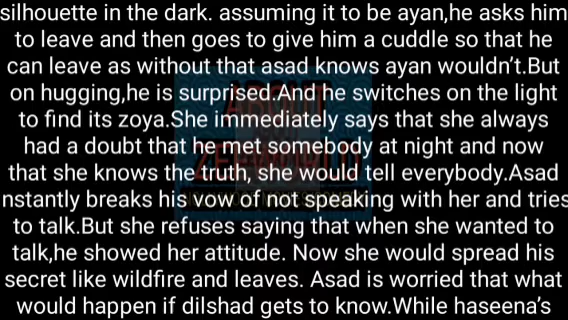 silhouette in the dark. assuming it to be ayan,he asks him
to leave and then goes to give him a cuddle so that he
can leave as without that asad knows ayan wouldn't.But
on hugging,he is surprised.And he switches on the light
to find its zoya.She immediately says that she always
had a doubt that he met somebody at night and now
that she knows the truth, she would tell everybody.Asad
nstantly breaks his vow of not speaking with her and tries
to talk.But she refuses saying that when she wanted to
talk,he showed her attitude. Now she would spread his
secret like wildfire and leaves. Asad is worried that what
would happen if dilshad gets to know.While haseena's